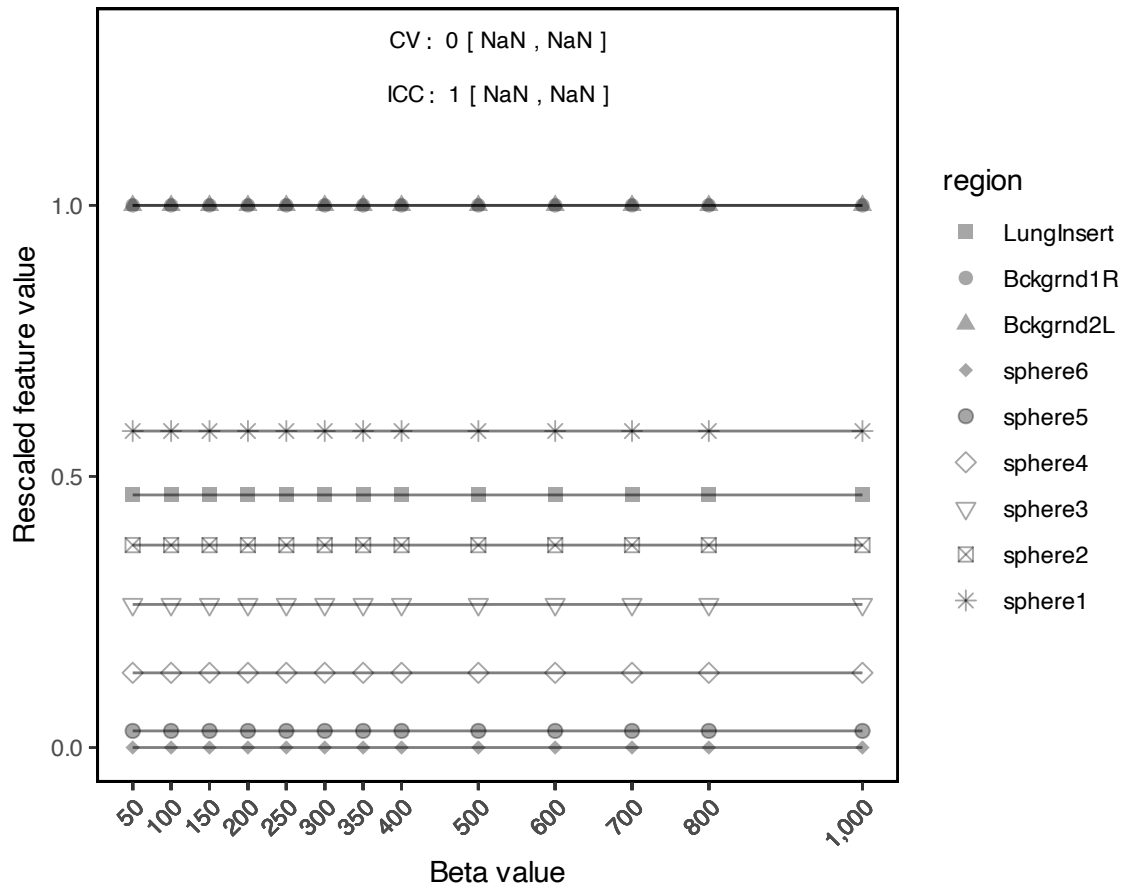 CV : 0 [ NaN , NaN ]
ICC : 1 [ NaN , NaN ]
Rescaled feature value
1.0
0.5
0.0
50
100
150
200
250
300
350
400
500
600
700
800
1,000
Beta value
region
LungInsert
Bckgrnd1R
Bckgrnd2L
sphere6
sphere5
sphere4
sphere3
sphere2
sphere1